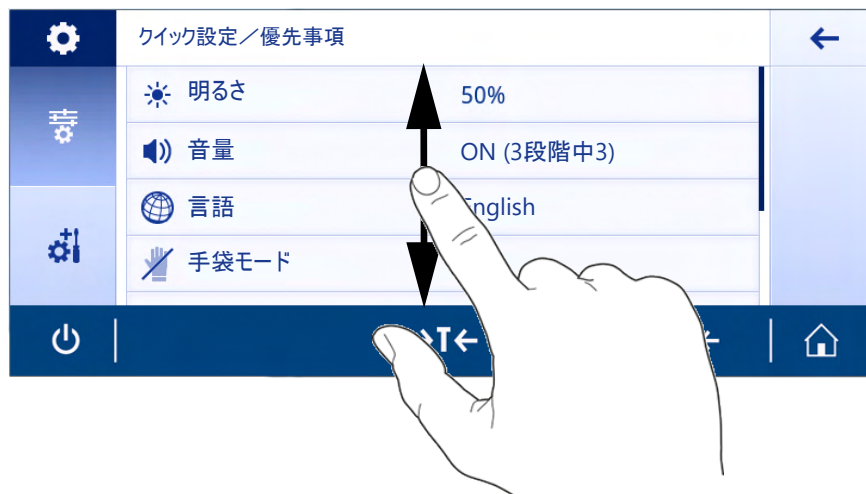 クイック設定／優先事項
明るさ 50%
音量 ON (3段階中3)
言語 English
手袋モード
T